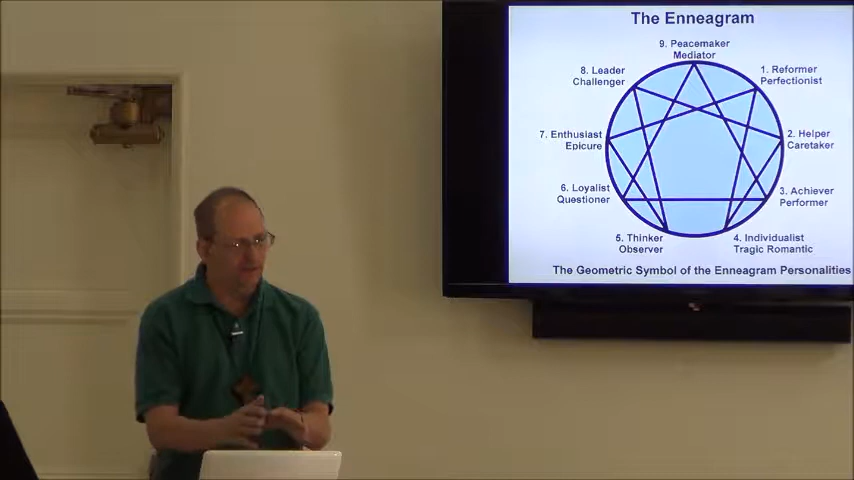 The Enneagram
9. Peacemaker
Mediator
8. Leader
Challenger
1. Reformer
Perfectionist
7. Enthusiast
Epicure
2. Helper
Caretaker
6. Loyalist
Questioner
3. Achiever
Performer
5. Thinker
Observer
4. Individualist
Tragic Romantic
The Geometric Symbol of the Enneagram Personalities